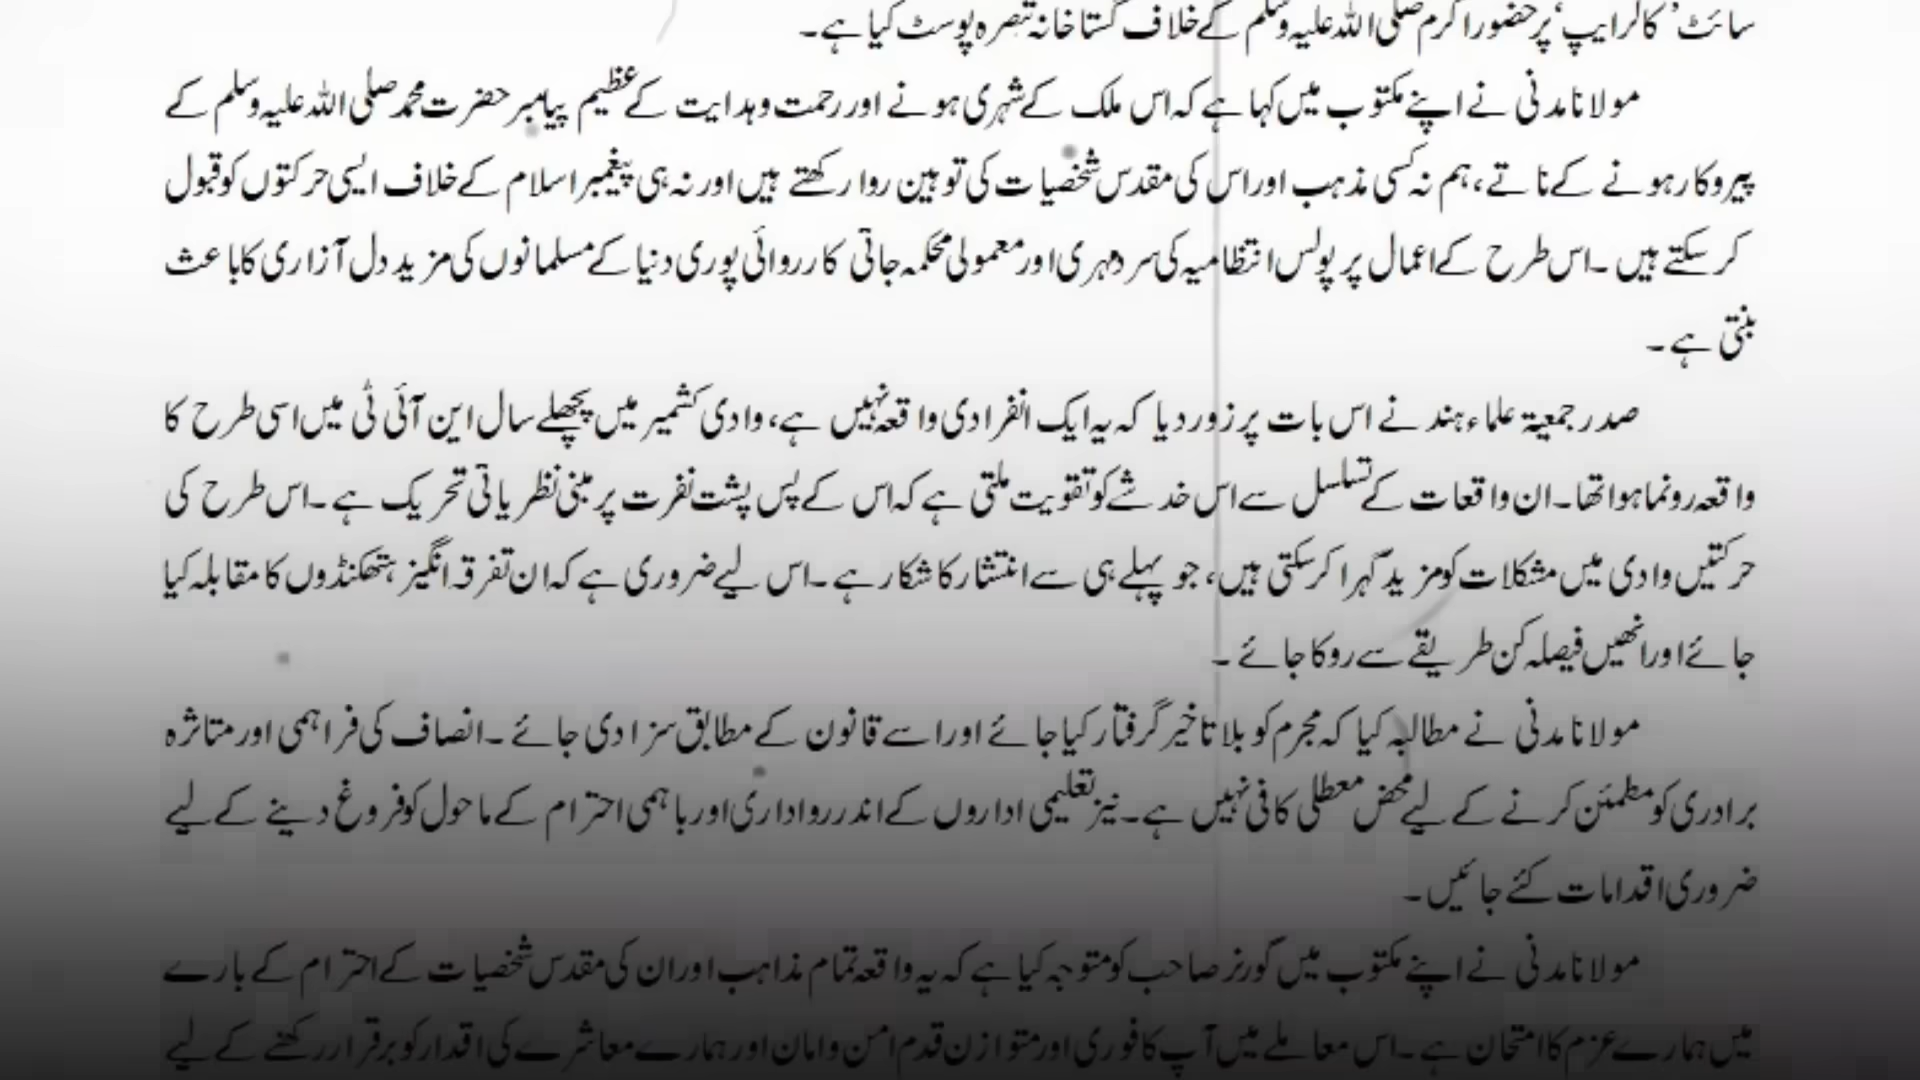 سائٹ ’کالرایپ‘ پر حضور اکرم صلی اللہ علیہ وسلم کے خلاف گستاخانہ تبصرہ پوسٹ کیا ہے۔
مولانا مدنی نے اپنے مکتوب میں کہا ہے کہ اس ملک کے شہری ہونے اور رحمت و ہدایت کے عظیم پیامبر حضرت محمد صلی اللہ علیہ وسلم کے
پیروکار ہونے کے ناتے، ہم نہ کسی مذہب اور اس کی مقدس شخصیات کی توہین روا رکھتے ہیں اور نہ ہی پیغمبر اسلام کے خلاف ایسی حرکتوں کو قبول
کر سکتے ہیں۔ اس طرح کے اعمال پر پولس انتظامیہ کی سرد مہری اور معمولی محکمہ جاتی کارروائی پوری دنیا کے مسلمانوں کی مزید دل آزاری کا باعث
بنتی ہے۔
صدر جمعیۃ علماء ہند نے اس بات پر زور دیا کہ یہ ایک انفرادی واقعہ نہیں ہے، وادی کشمیر میں پچھلے سال این آئی ٹی میں اسی طرح کا
واقعہ رونما ہوا تھا۔ ان واقعات کے تسلسل سے اس خدشے کو تقویت ملتی ہے کہ اس کے پس پشت نفرت پر مبنی نظریاتی تحریک ہے۔ اس طرح کی
حرکتیں وادی میں مشکلات کو مزید گہرا کر سکتی ہیں، جو پہلے ہی سے انتشار کا شکار ہے۔ اس لیے ضروری ہے کہ ان تفرقہ انگیز ہتھکنڈوں کا مقابلہ کیا
جائے اور انھیں فیصلہ کن طریقے سے روکا جائے۔
مولانا مدنی نے مطالبہ کیا کہ مجرم کو بلا تاخیر گرفتار کیا جائے اور اسے قانون کے مطابق سزا دی جائے۔ انصاف کی فراہمی اور متاثرہ
برادری کو مطمئن کرنے کے لیے محض معطلی کافی نہیں ہے۔ نیز تعلیمی اداروں کے اندر رواداری اور باہمی احترام کے ماحول کو فروغ دینے کے لیے
ضروری اقدامات کئے جائیں۔
مولانا مدنی نے اپنے مکتوب میں گورنر صاحب کو متوجہ کیا ہے کہ یہ واقعہ تمام مذاہب اور ان کی مقدس شخصیات کے احترام کے بارے
میں ہمارے عزم کا امتحان ہے۔ اس معاملے میں آپ کا فوری اور متوازن قدم امن و امان اور ہمارے معاشرے کی اقدار کو برقرار رکھنے کے لیے